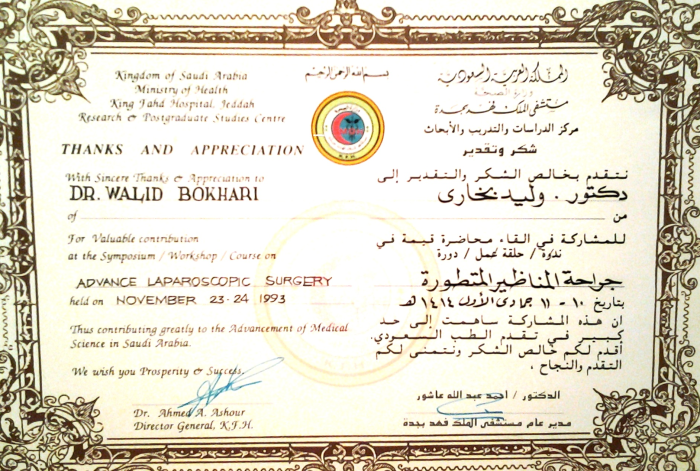 Kingdom of Saudi Arabia
Ministry of Health
King Fahd Hospital, Jeddah
Research & Postgraduate Studies Centre
THANKS AND APPRECIATION
With Sincere Thanks & Appreciation to
DR. WALID BOKHARI
of
For Valuable contribution
at the Symposium / Workshop / Course on
ADVANCE LAPAROSCOPIC SURGERY
held on NOVEMBER 23-24 1993
Thus contributing greatly to the Advancement of Medical
Science in Saudi Arabia.
We wish you Prosperity & Success.
Dr. Ahmed A. Ashour
Director General, K.F.H.
بسم الله الرحمن الرحيم
المملكة العربية السعودية
وزارة الصحة
مستشفى الملك فهد بجدة
مركز الدراسات والتدريب والأبحاث
شكر وتقدير
نتقدم بخالص الشكر والتقدير إلى
دكتور. وليد بخارى
من
للمشاركة في القاء محاضرة قيمة في
ندوة / حلقة عمل / دورة
جراحة المناظير المتطورة
بتاريخ ١٠ - ١١ جمادى الأول ١٤١٤ هـ
ان هذه المشاركة ساهمت إلى حد
كبير في تقدم الطب السعودي.
أقدم لكم خالص الشكر ونتمنى لكم
التقدم والنجاح ،
الدكتور / احمد عبد الله عاشور
مدير عام مستشفى الملك فهد بجدة